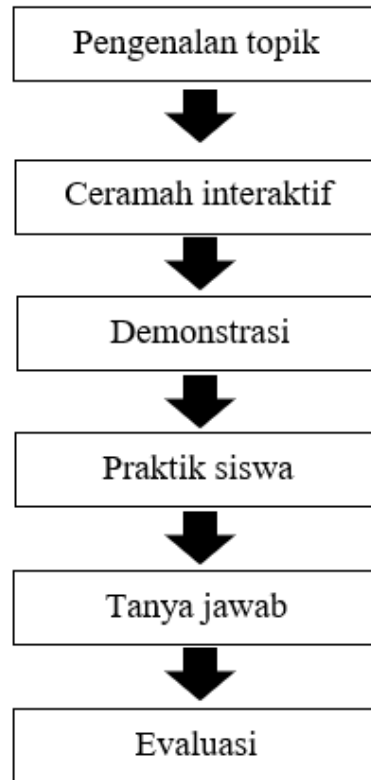 Pengenalan topik
Ceramah interaktif
Demonstrasi
Praktik siswa
Tanya jawab
Evaluasi